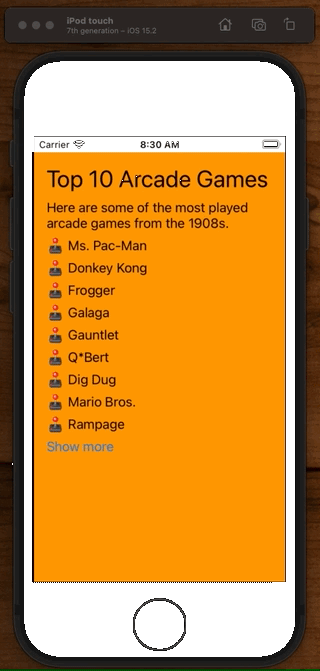 iPod touch
7th generation – iOS 15.2
Carrier 8:30 AM
Top 10 Arcade Games
Here are some of the most played
arcade games from the 1908s.
Ms. Pac-Man
Donkey Kong
Frogger
Galaga
Gauntlet
Q*Bert
Dig Dug
Mario Bros.
Rampage
Show more